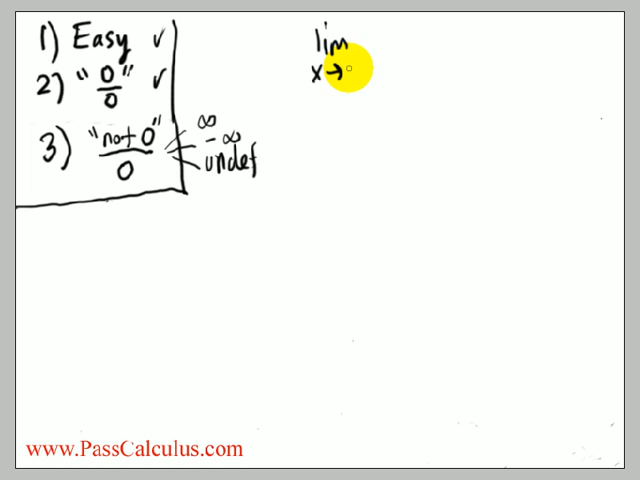 1) Easy ✓
2) "0/0" ✓
3) "not 0"/0
∞
-∞
undef
lim
x→
www.PassCalculus.com